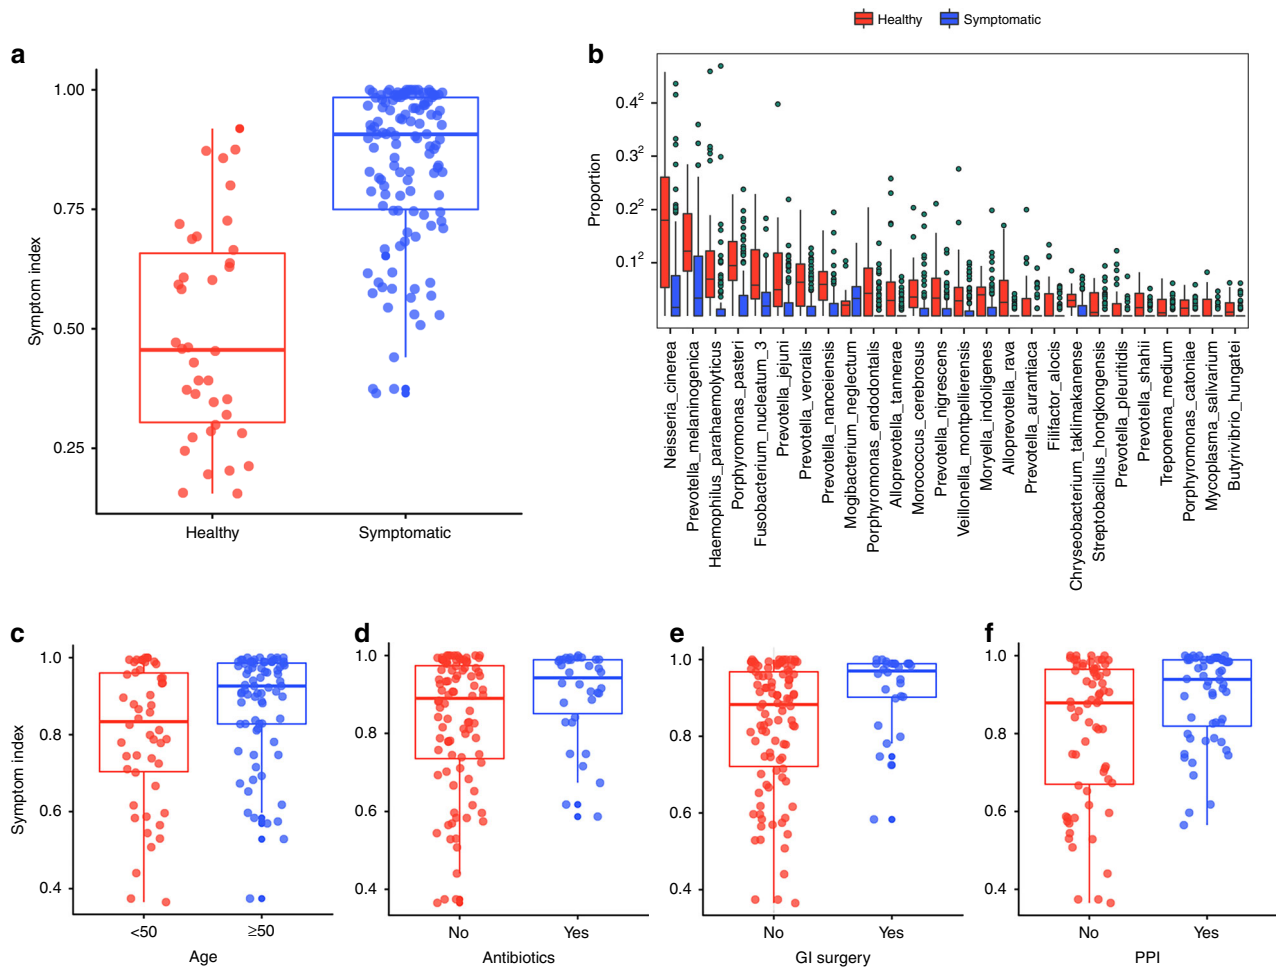 Healthy
Symptomatic
a
Symptom index
1.00
0.75
0.50
0.25
Healthy
Symptomatic
b
Proportion
0.4²
0.3²
0.2²
0.1²
Neisseria_cinerea
Prevotella_melaninogenica
Haemophilus_parahaemolyticus
Porphyromonas_pasteri
Fusobacterium_nucleatum_3
Prevotella_jejuni
Prevotella_veroralis
Prevotella_nanceiensis
Mogibacterium_neglectum
Porphyromonas_endodontalis
Alloprevotella_tannerae
Morococcus_cerebrosus
Prevotella_nigrescens
Veillonella_montpellierensis
Moryella_indoligenes
Alloprevotella_rava
Prevotella_aurantiaca
Filifactor_alocis
Chryseobacterium_taklimakanense
Streptobacillus_hongkongensis
Prevotella_pleuritidis
Prevotella_shahii
Treponema_medium
Porphyromonas_catoniae
Mycoplasma_salivarium
Butyrivibrio_hungatei
c
Symptom index
1.0
0.8
0.6
0.4
<50
≥50
Age
d
1.0
0.8
0.6
0.4
No
Yes
Antibiotics
e
1.0
0.8
0.6
0.4
No
Yes
GI surgery
f
1.0
0.8
0.6
0.4
No
Yes
PPI